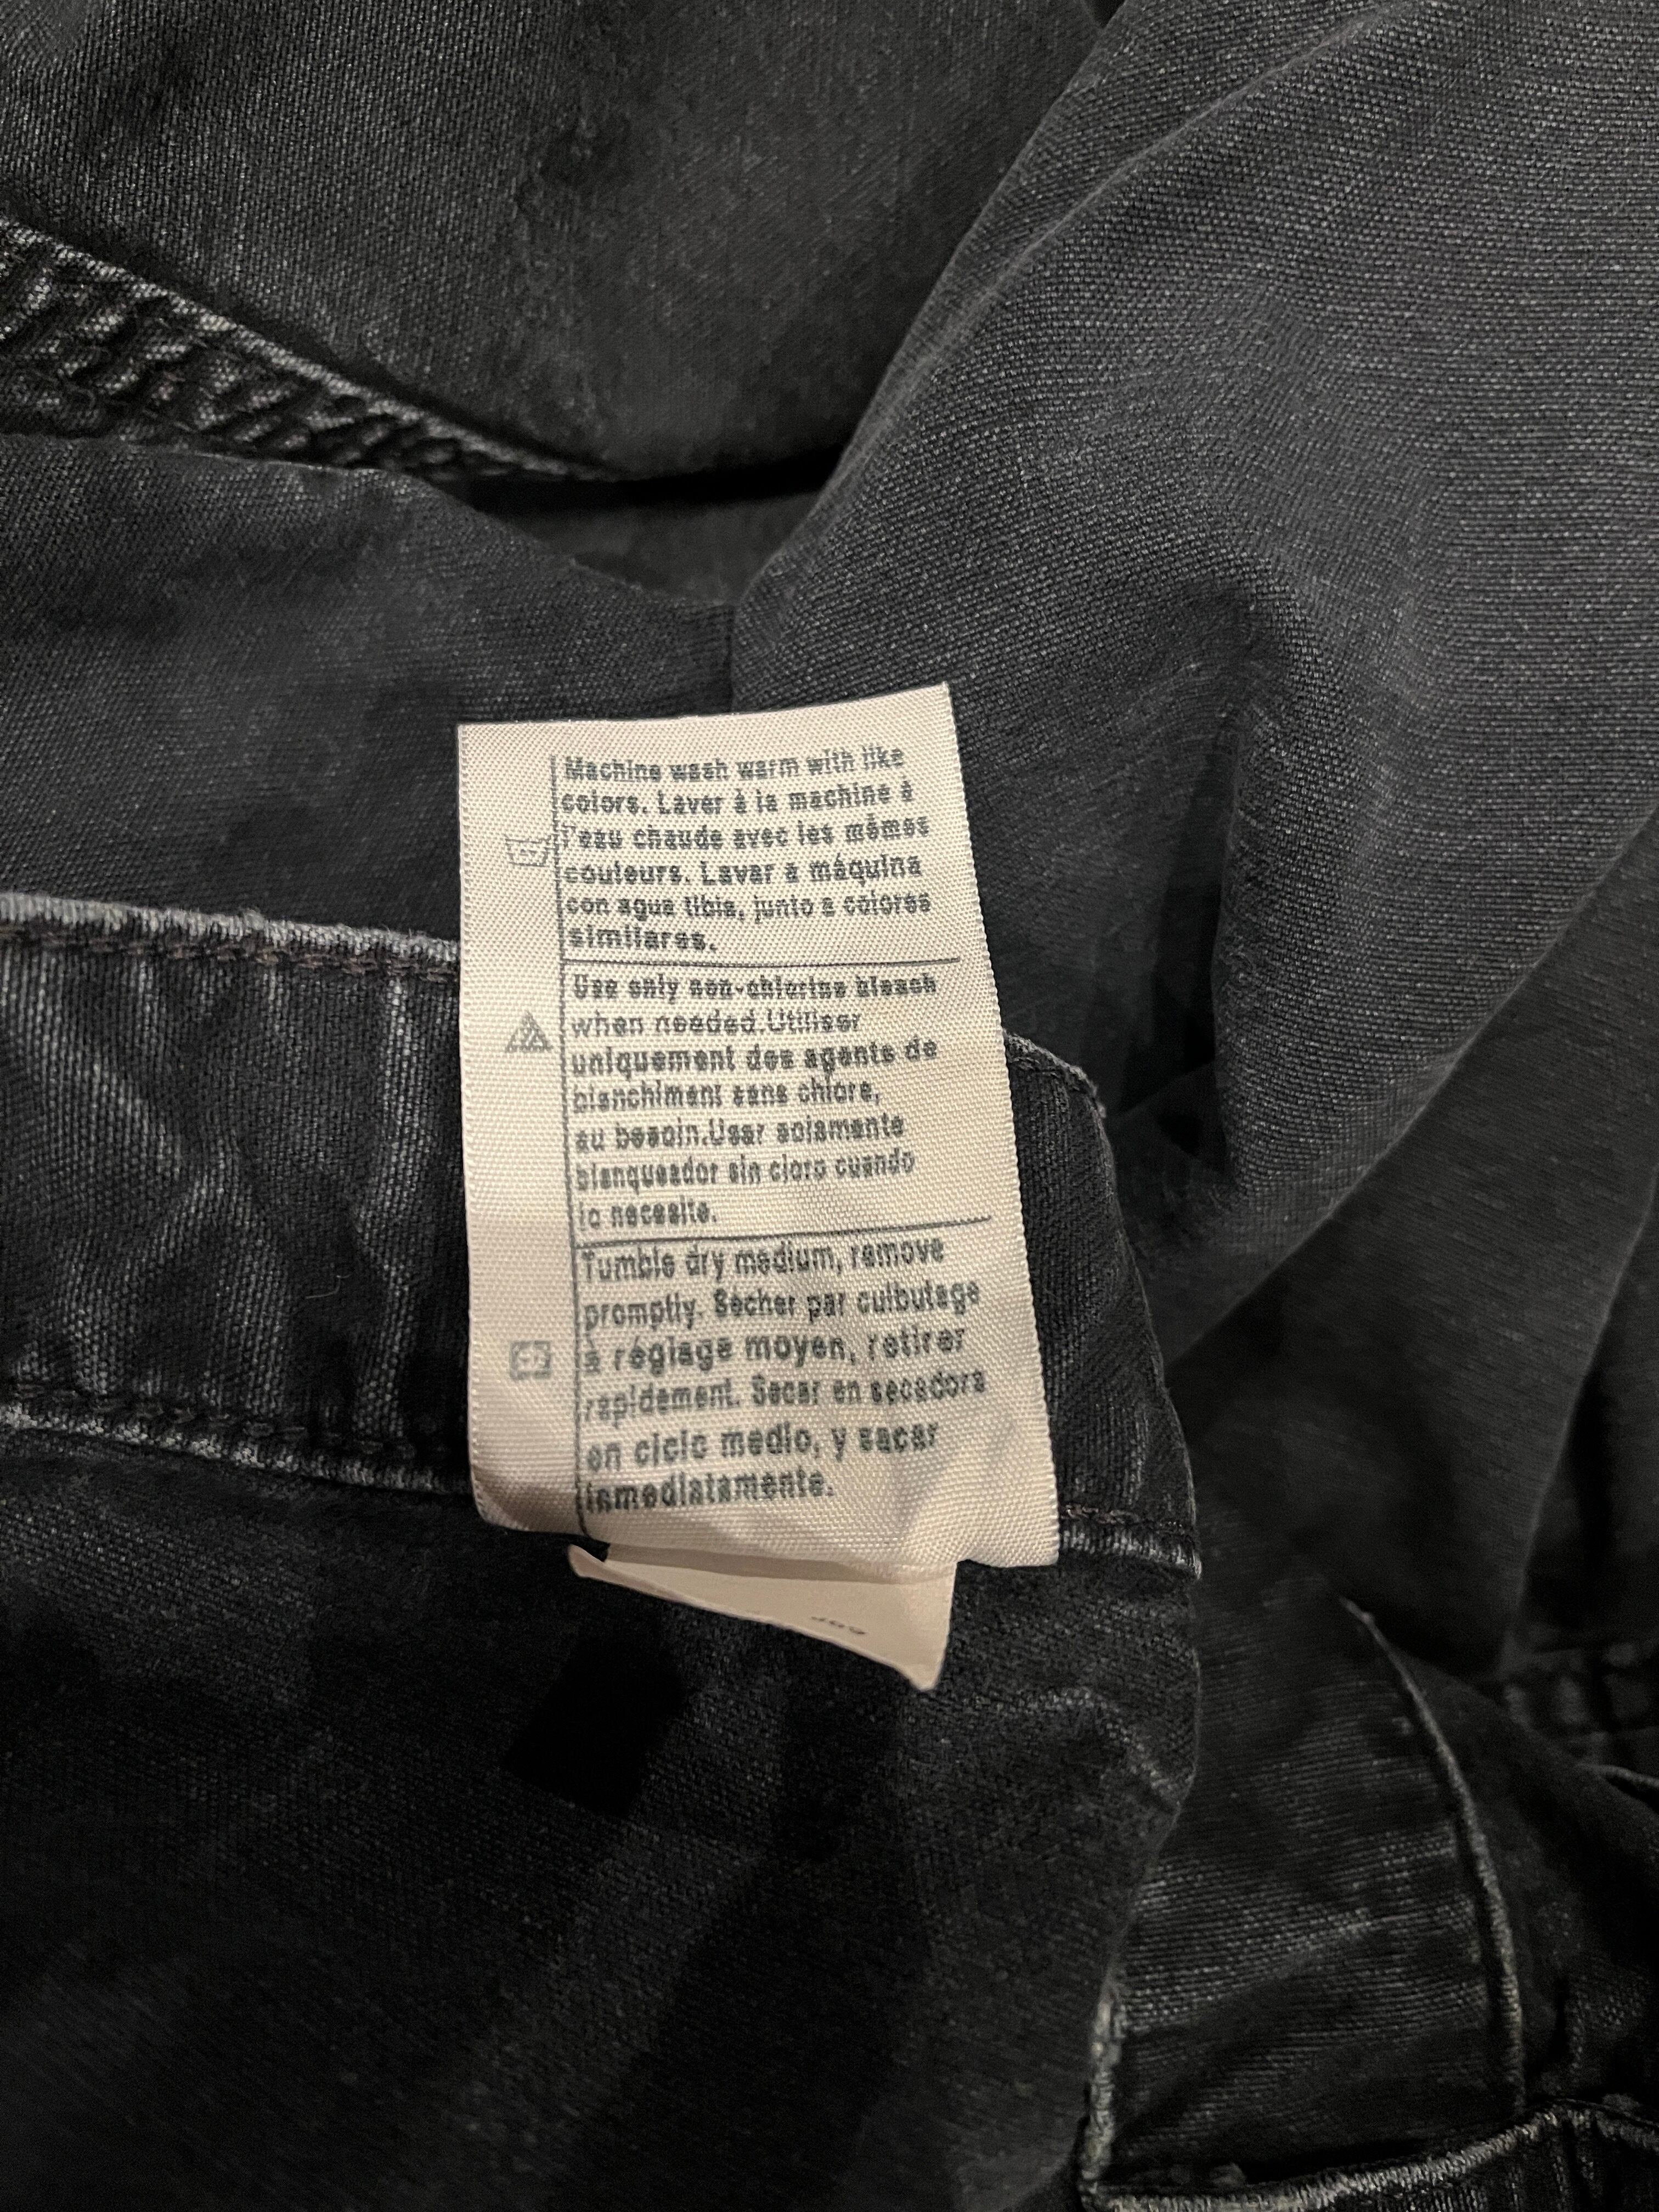 Machine wash warm with like
colors. Laver à la machine à
l'eau chaude avec les mêmes
couleurs. Lavar a máquina
con agua tibia, junto a colores
similares.
Use only non-chlorine bleach
when needed.Utiliser
uniquement des agents de
blanchiment sans chlore,
au besoin.Usar solamente
blanqueador sin cloro cuando
lo necesite.
Tumble dry medium, remove
promptly. Sécher par culbutage
à réglage moyen, retirer
rapidement. Secar en secadora
en ciclo medio, y sacar
inmediatamente.